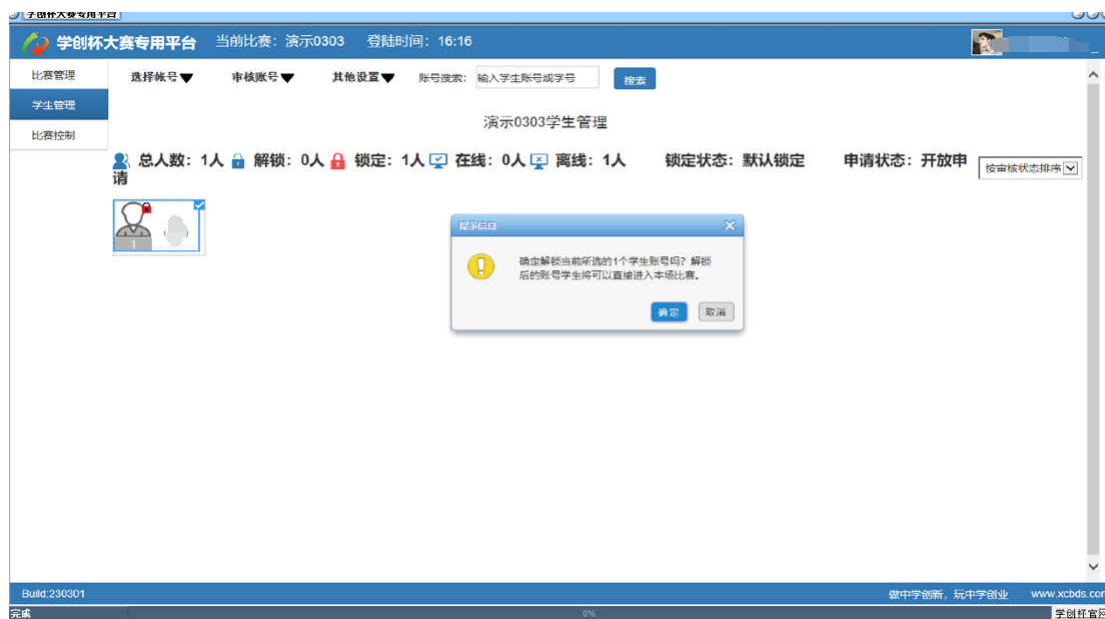 学创杯大赛专用平台
学创杯大赛专用平台 当前比赛：演示0303 登陆时间：16:16
比赛管理 选择帐号▼ 审核账号▼ 其他设置▼ 账号搜索： 输入学生账号或学号 搜索
学生管理
比赛控制
演示0303学生管理
总人数：1人 解锁：0人 锁定：1人 在线：0人 离线：1人 锁定状态：默认锁定 申请状态：开放申
请
按审核状态排序
1
提示信息
确定解锁当前所选的1个学生账号吗？解锁
后的账号学生将可以直接进入本场比赛。
确定 取消
Build:230301 做中学创新，玩中学创业 www.xcbds.com
完成 0% 学创杯官网